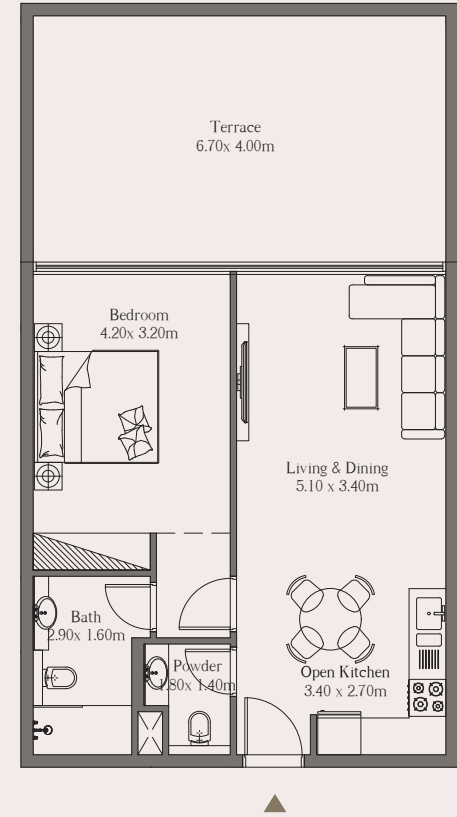 Terrace
6.70x 4.00m
Bedroom
4.20x 3.20m
Living & Dining
5.10 x 3.40m
Bath
2.90x 1.60m
Powder
1.80x 1.40m
Open Kitchen
3.40 x 2.70m